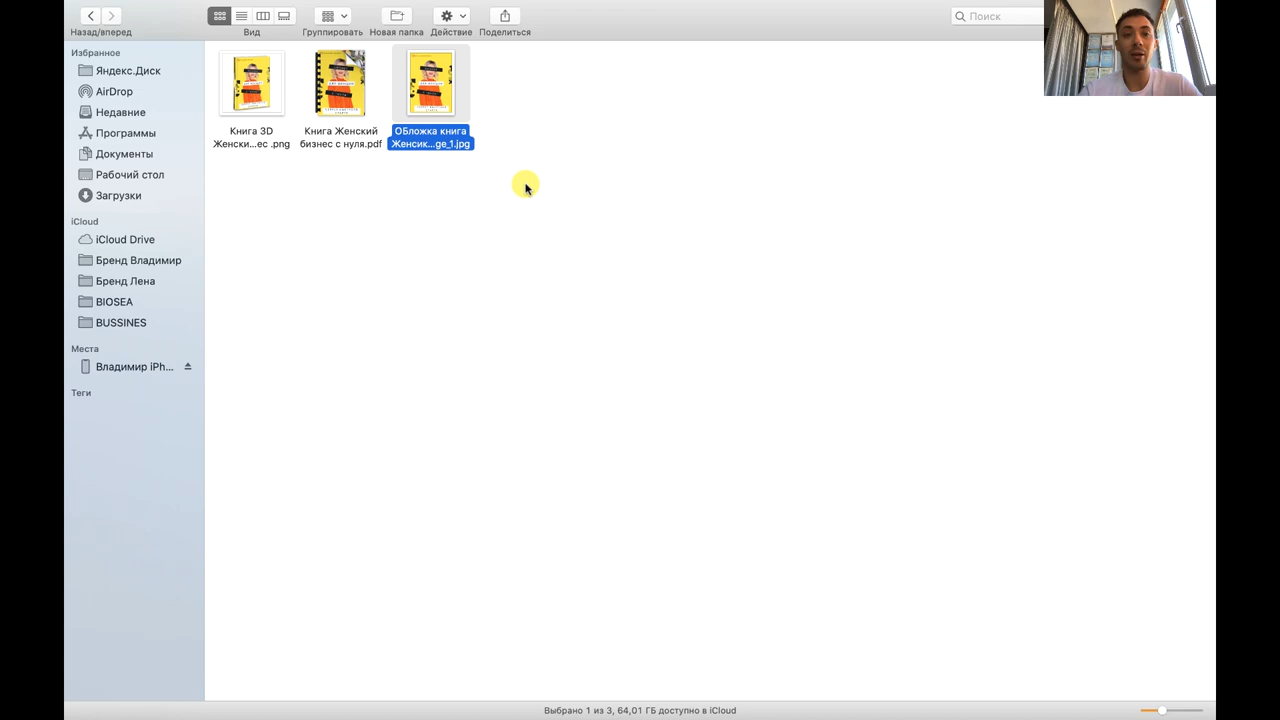 Назад/вперед
Вид
Группировать
Новая папка
Действие
Поделиться
Поиск
Избранное
Яндекс.Диск
AirDrop
Недавние
Программы
Документы
Рабочий стол
Загрузки
iCloud
iCloud Drive
Бренд Владимир
Бренд Лена
BIOSEA
BUSSINES
Места
Владимир iPh...
Теги
Книга 3D
Женски...ес .png
Книга Женский
бизнес с нуля.pdf
ОБложка книга
Женсик...ge_1.jpg
Выбрано 1 из 3, 64,01 ГБ доступно в iCloud